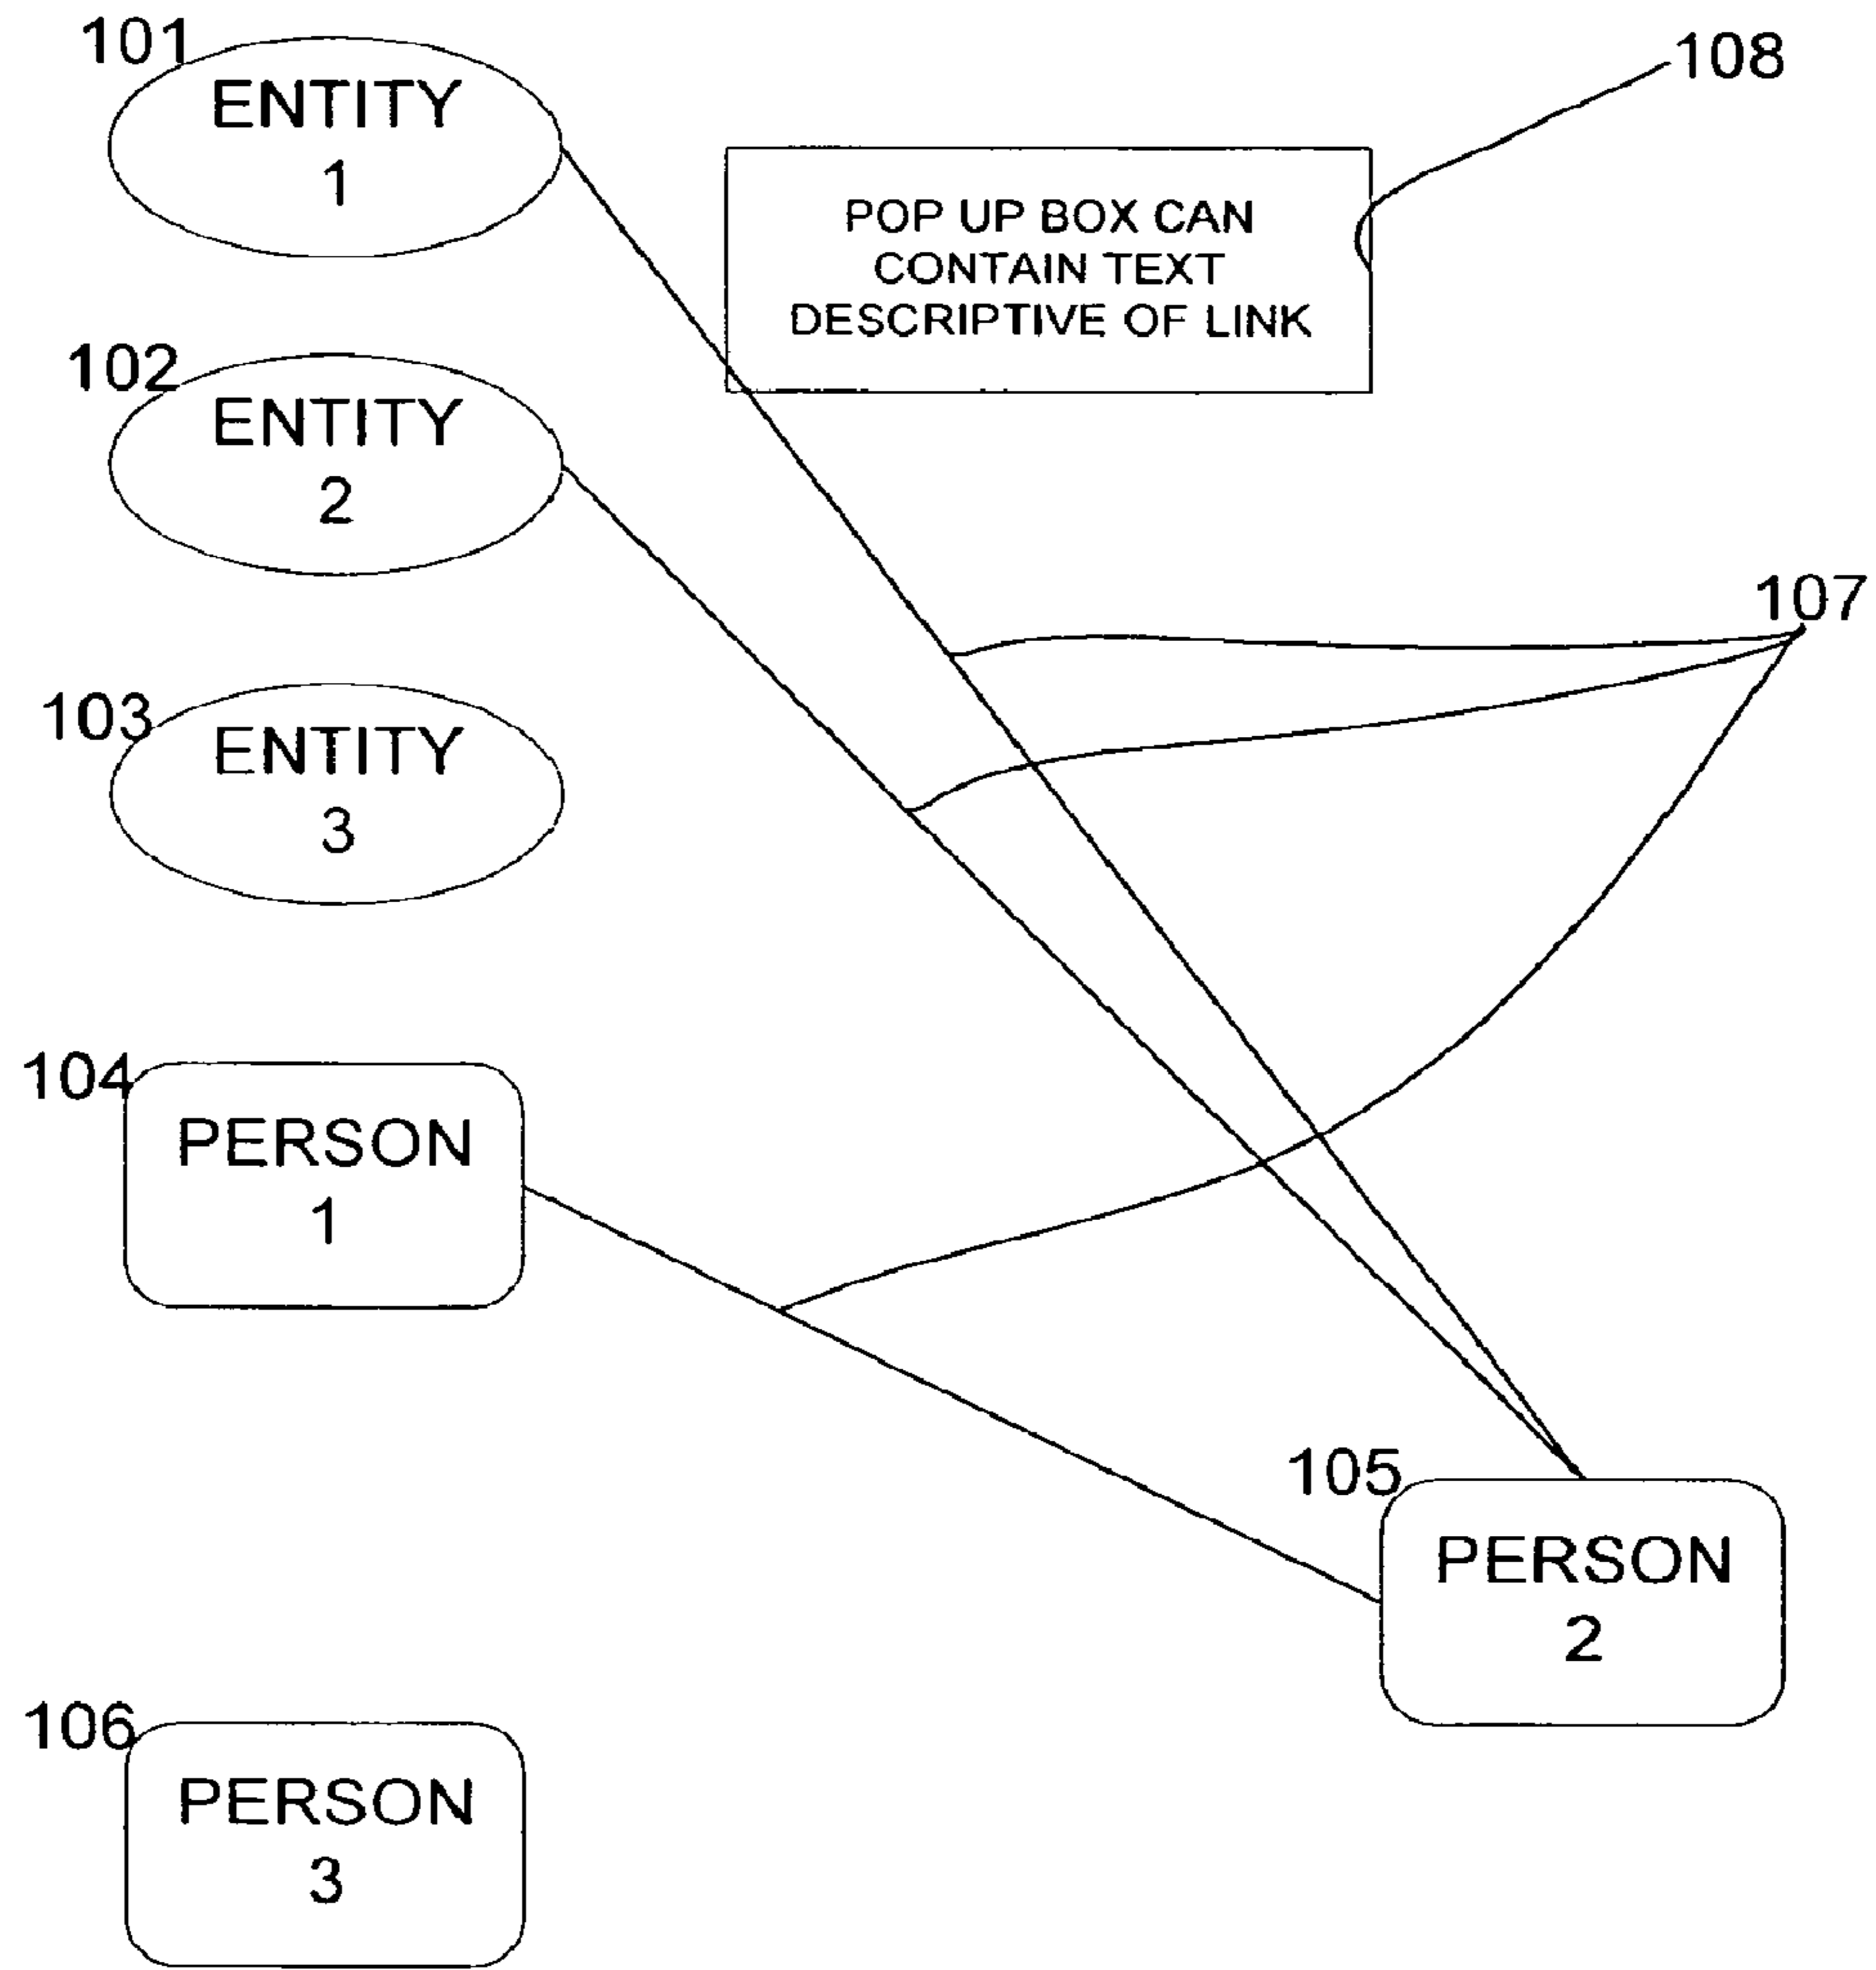 101
ENTITY
1
108
POP UP BOX CAN
CONTAIN TEXT
DESCRIPTIVE OF LINK
102
ENTITY
2
107
103
ENTITY
3
104
PERSON
1
105
PERSON
2
106
PERSON
3